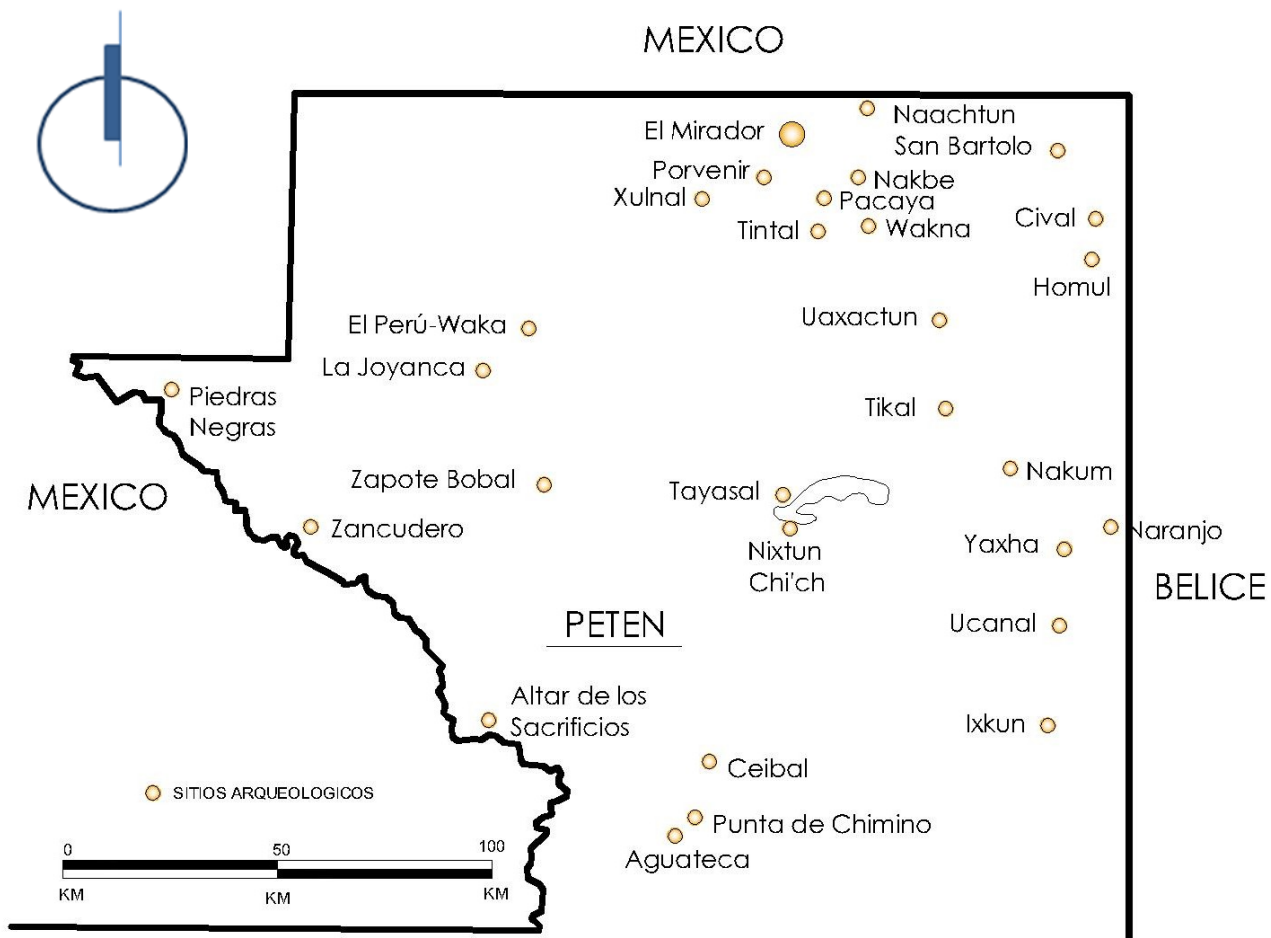 MEXICO
El Mirador
Naachtun
San Bartolo
Porvenir
Nakbe
Xulnal
Pacaya
Cival
Tintal
Wakna
Homul
Uaxactun
El Perú-Waka
La Joyanca
Piedras
Negras
Tikal
Nakum
Zapote Bobal
Tayasal
MEXICO
Zancudero
Naranjo
Yaxha
Nixtun
Chi'ch
BELICE
PETEN
Ucanal
Altar de los
Sacrificios
Ixkun
Ceibal
SITIOS ARQUEOLOGICOS
Punta de Chimino
Aguateca
0 50 100
KM KM KM